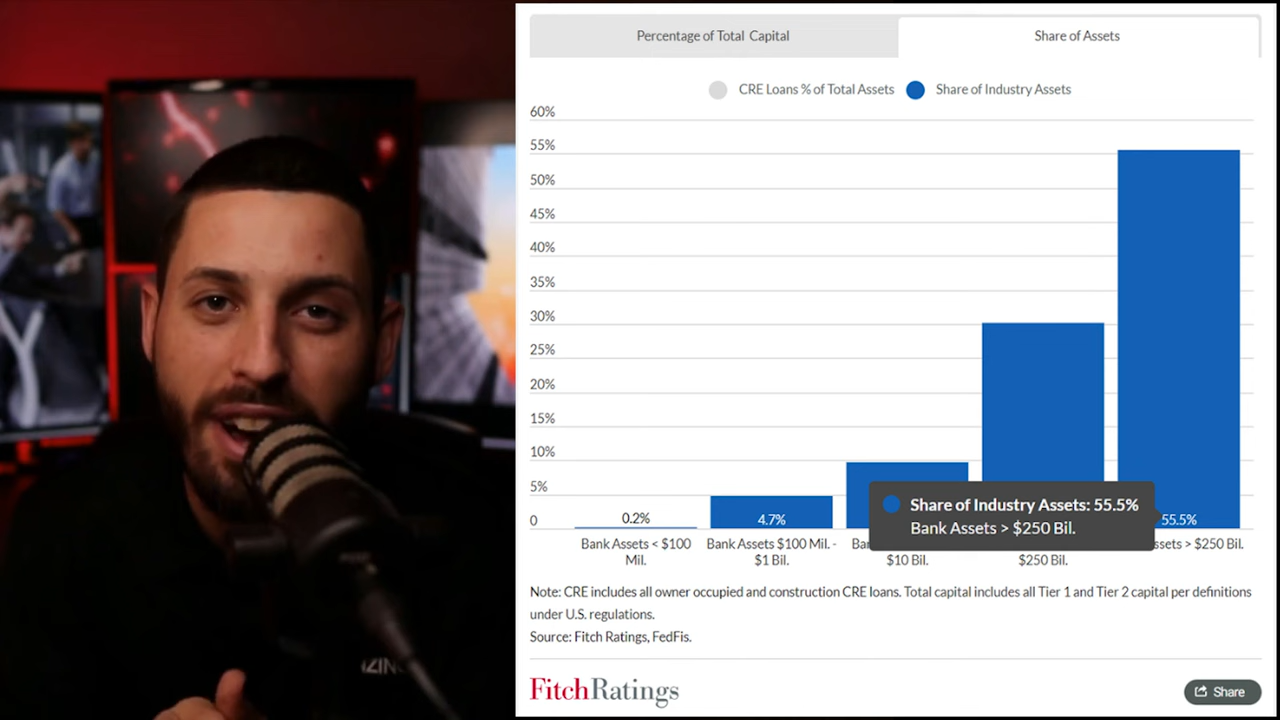 Percentage of Total Capital
Share of Assets
CRE Loans % of Total Assets
Share of Industry Assets
60%
55%
50%
45%
40%
35%
30%
25%
20%
15%
10%
5%
0
0.2%
4.7%
55.5%
Share of Industry Assets: 55.5%
Bank Assets > $250 Bil.
Bank Assets < $100
Mil.
Bank Assets $100 Mil. -
$1 Bil.
$10 Bil.
$250 Bil.
> $250 Bil.
Note: CRE includes all owner occupied and construction CRE loans. Total capital includes all Tier 1 and Tier 2 capital per definitions
under U.S. regulations.
Source: Fitch Ratings, FedFis.
FitchRatings
Share